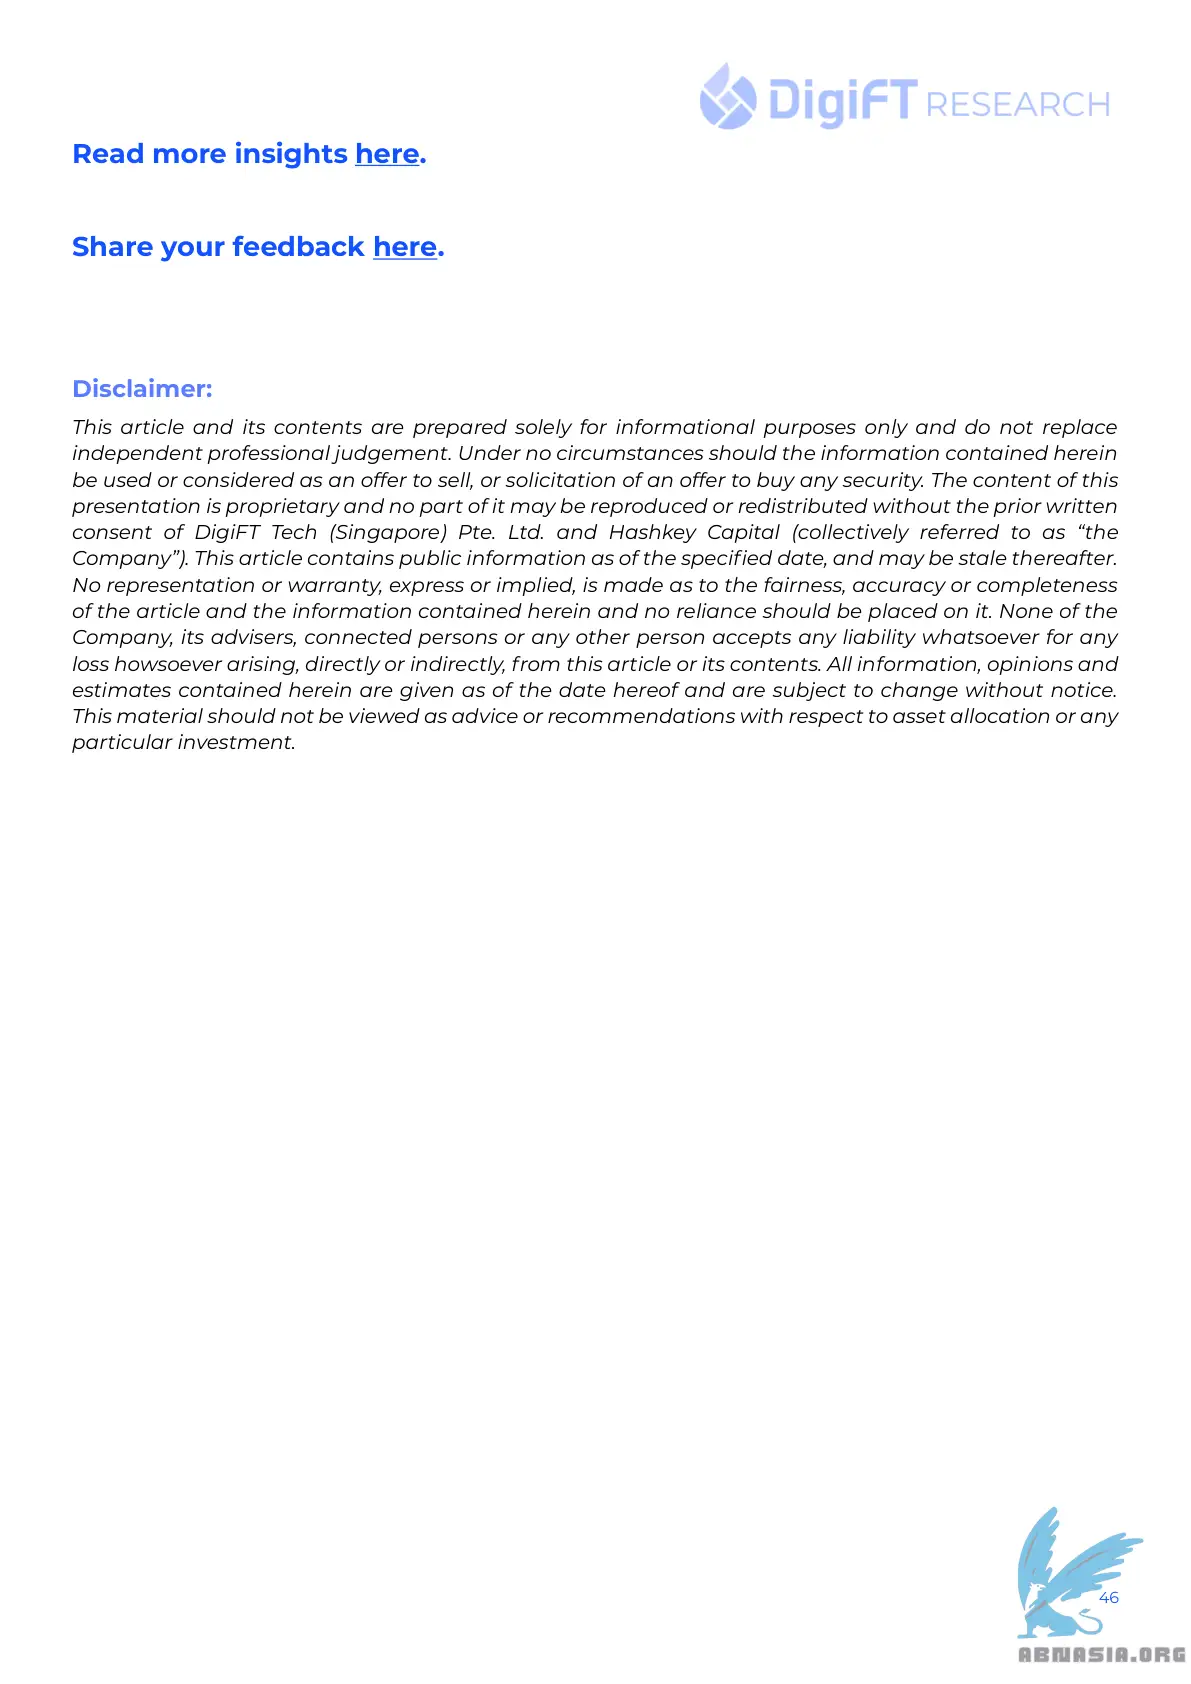 DigiFT RESEARCH
Read more insights here.
Share your feedback here.
Disclaimer:
This article and its contents are prepared solely for informational purposes only and do not replace
independent professional judgement. Under no circumstances should the information contained herein
be used or considered as an offer to sell, or solicitation of an offer to buy any security. The content of this
presentation is proprietary and no part of it may be reproduced or redistributed without the prior written
consent of DigiFT Tech (Singapore) Pte. Ltd. and Hashkey Capital (collectively referred to as “the
Company”). This article contains public information as of the specified date, and may be stale thereafter.
No representation or warranty, express or implied, is made as to the fairness, accuracy or completeness
of the article and the information contained herein and no reliance should be placed on it. None of the
Company, its advisers, connected persons or any other person accepts any liability whatsoever for any
loss howsoever arising, directly or indirectly, from this article or its contents. All information, opinions and
estimates contained herein are given as of the date hereof and are subject to change without notice.
This material should not be viewed as advice or recommendations with respect to asset allocation or any
particular investment.
46
ABNASIA.ORG